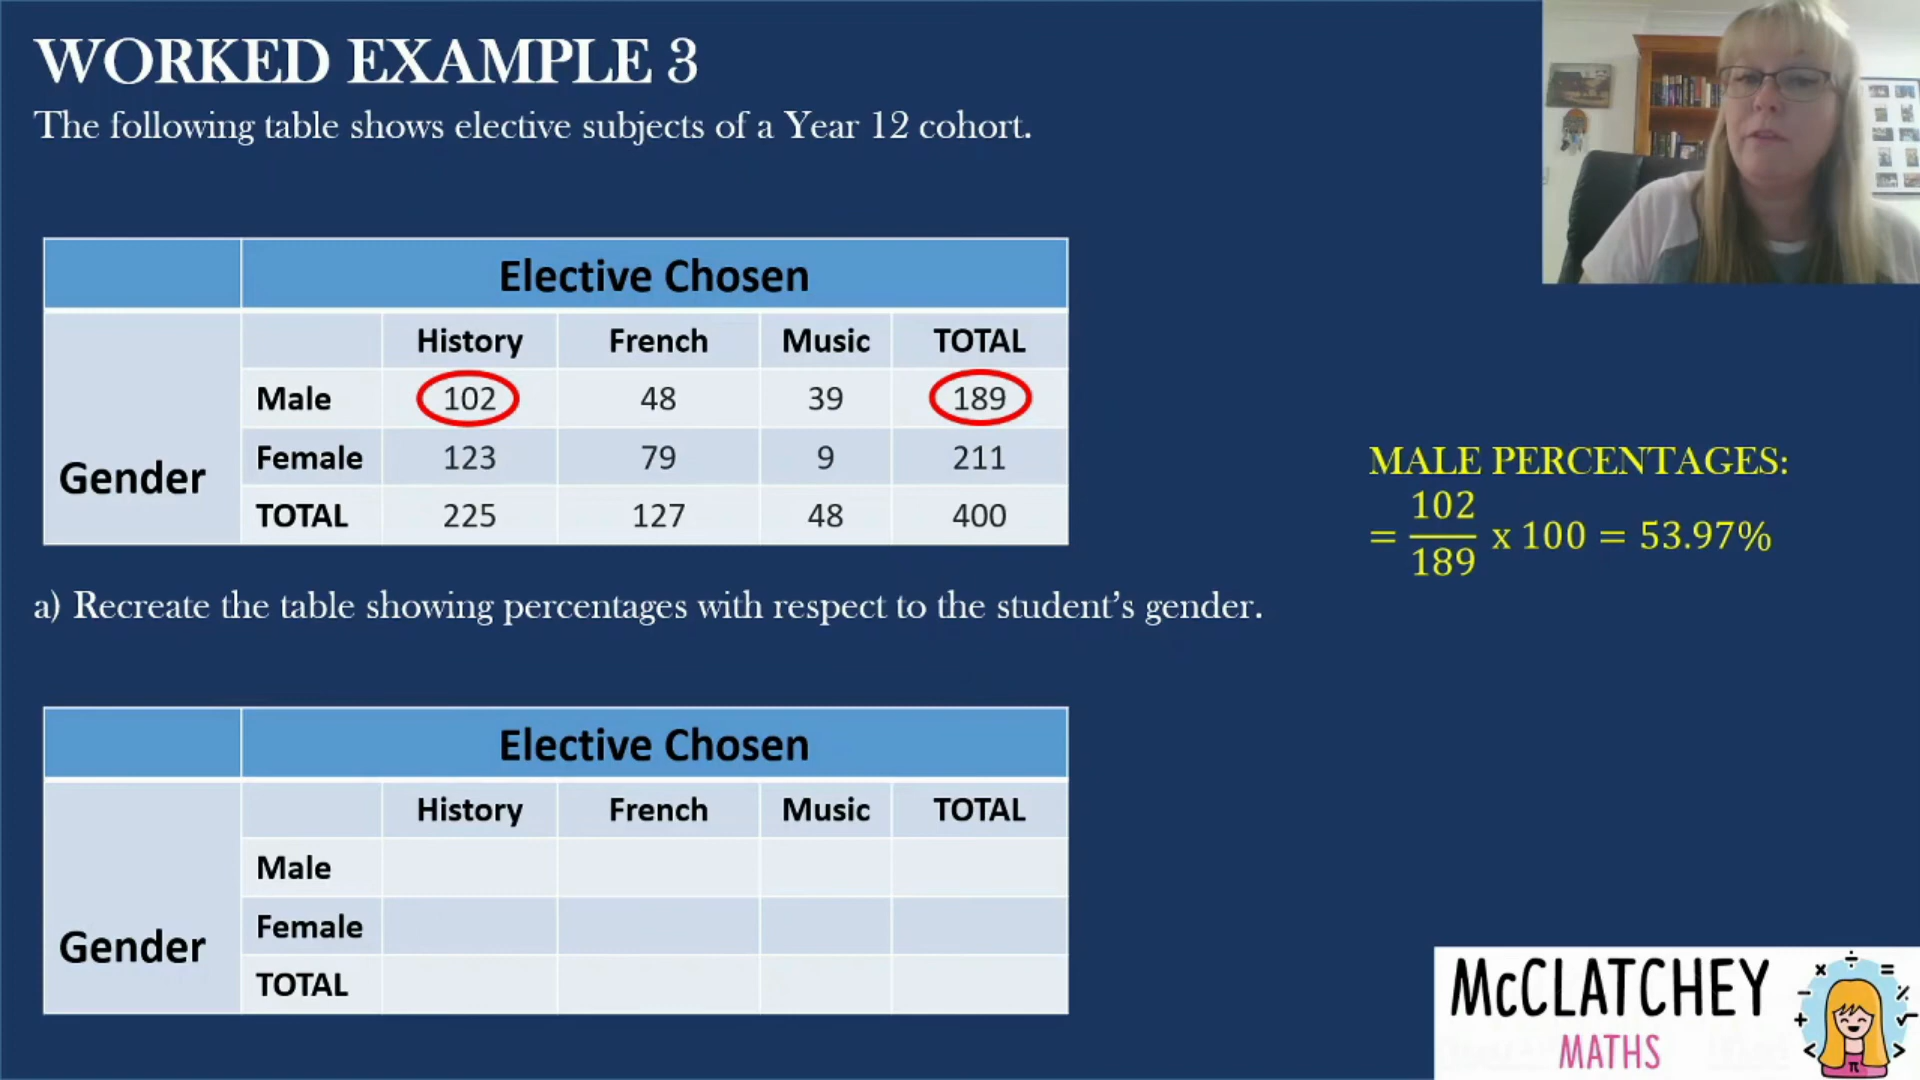 WORKED EXAMPLE 3
The following table shows elective subjects of a Year 12 cohort.
Elective Chosen
History French Music TOTAL
Male 102 48 39 189
Female 123 79 9 211
Gender
TOTAL 225 127 48 400
MALE PERCENTAGES:
= 102/189 x 100 = 53.97%
a) Recreate the table showing percentages with respect to the student's gender.
Elective Chosen
History French Music TOTAL
Male
Female
Gender
TOTAL
McCLATCHEY
MATHS